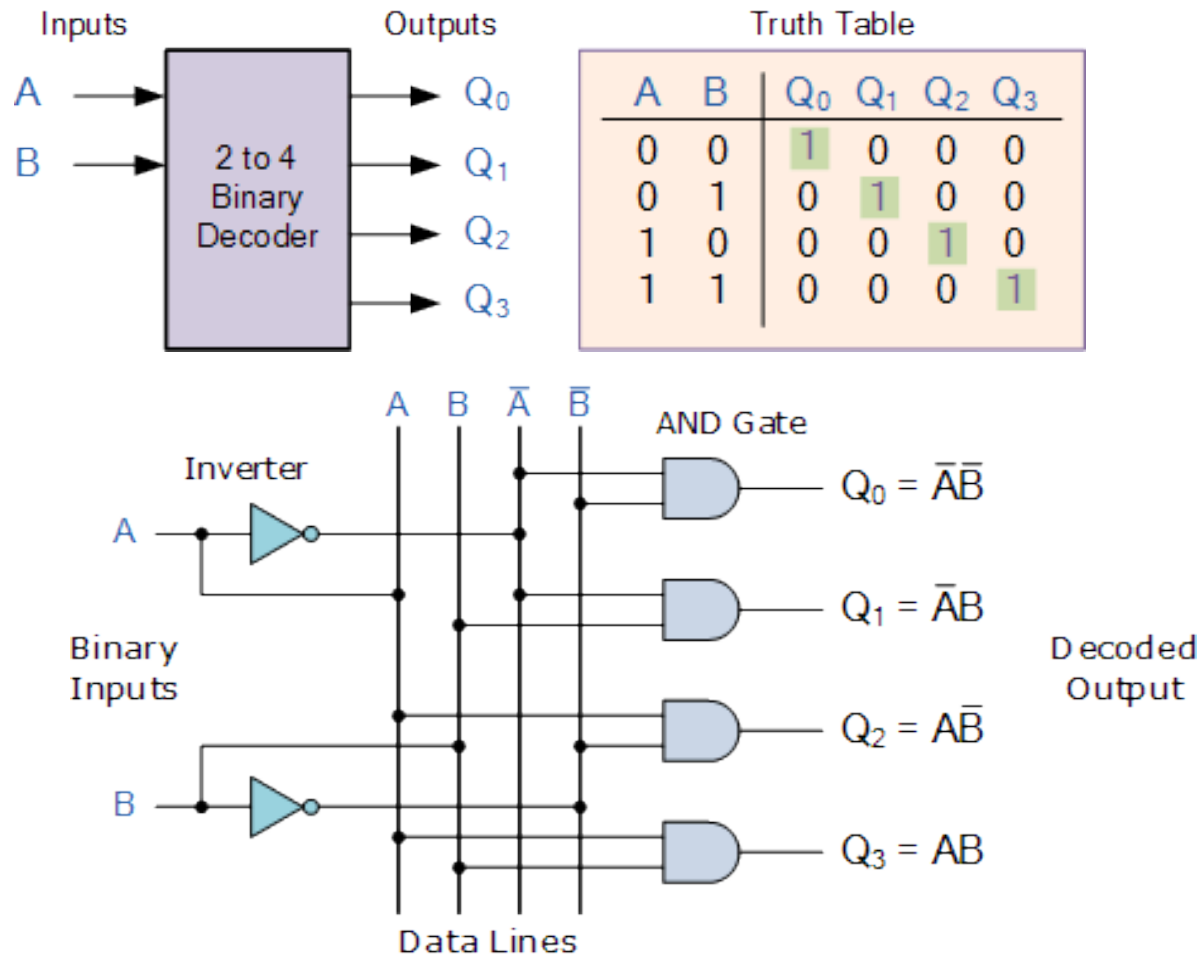 Inputs Outputs Truth Table
A Q₀
B Q₁
Q₂
Q₃
2 to 4
Binary
Decoder
A B Q₀ Q₁ Q₂ Q₃
0 0 1 0 0 0
0 1 0 1 0 0
1 0 0 0 1 0
1 1 0 0 0 1
A B A̅ B̅
AND Gate
Inverter
A
B
Binary
Inputs
Q₀ = A̅B̅
Q₁ = A̅B
Q₂ = AB̅
Q₃ = AB
Decoded
Output
Data Lines